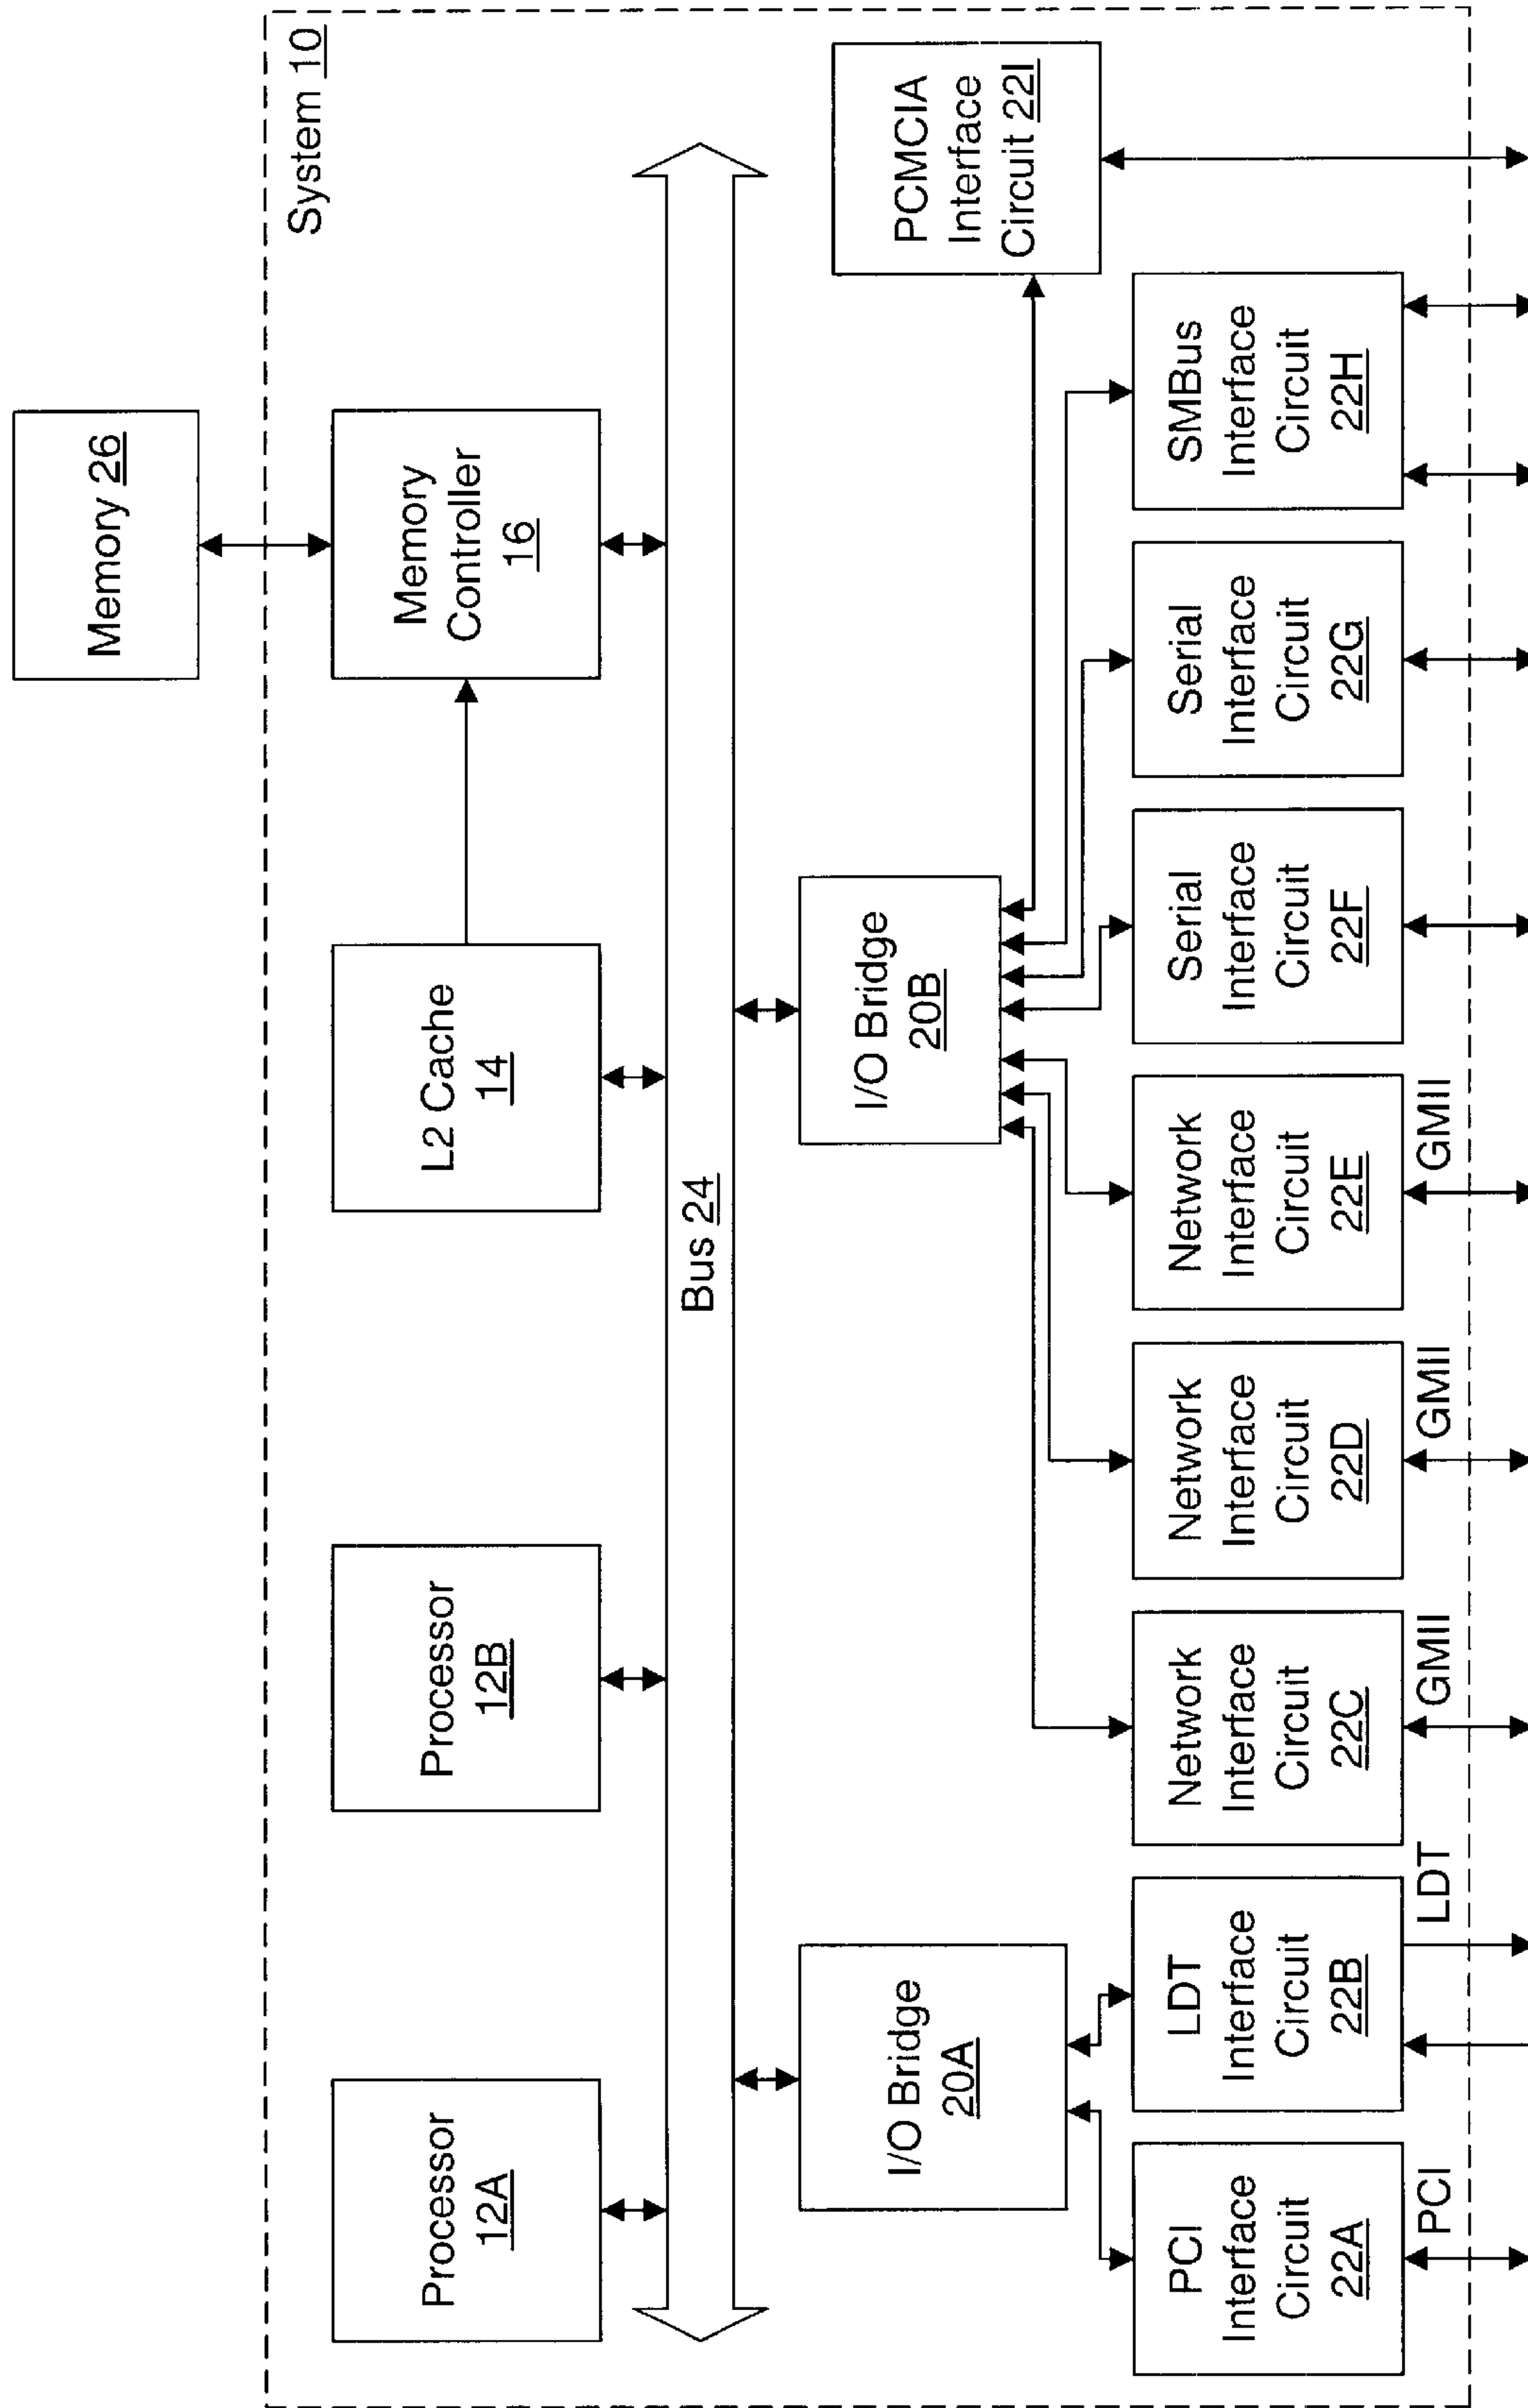 Memory 26
System 10
Processor
12A
Processor
12B
L2 Cache
14
Memory
Controller
16
Bus 24
I/O Bridge
20A
I/O Bridge
20B
PCMCIA
Interface
Circuit 22I
PCI
Interface
Circuit
22A
LDT
Interface
Circuit
22B
Network
Interface
Circuit
22C
Network
Interface
Circuit
22D
Network
Interface
Circuit
22E
Serial
Interface
Circuit
22F
Serial
Interface
Circuit
22G
SMBus
Interface
Circuit
22H
PCI
LDT
GMII
GMII
GMII